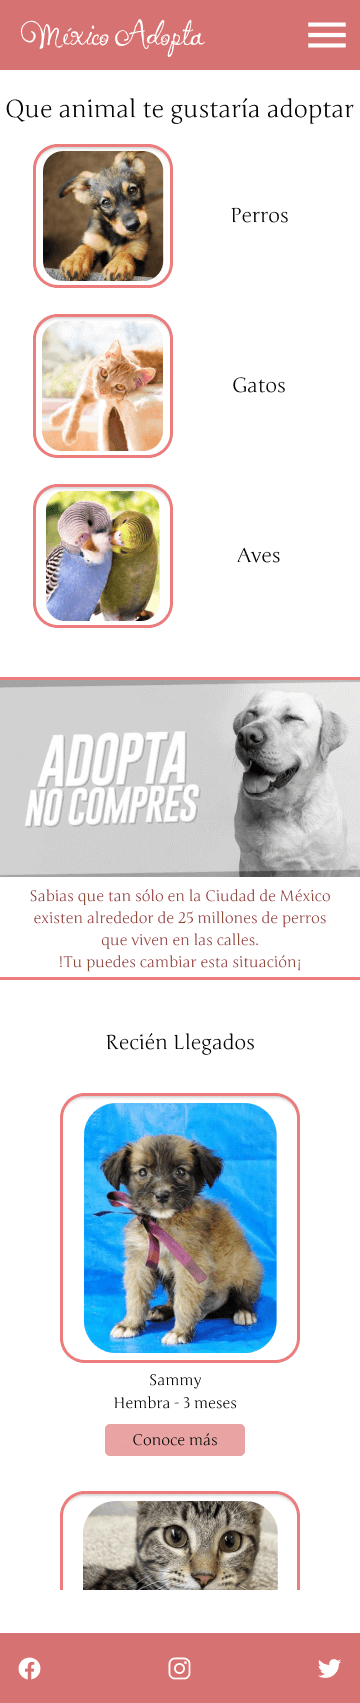 México Adopta
Que animal te gustaría adoptar
Perros
Gatos
Aves
ADOPTA
NO COMPRES
Sabias que tan sólo en la Ciudad de México
existen alrededor de 25 millones de perros
que viven en las calles.
!Tu puedes cambiar esta situación¡
Recién Llegados
Sammy
Hembra - 3 meses
Conoce más